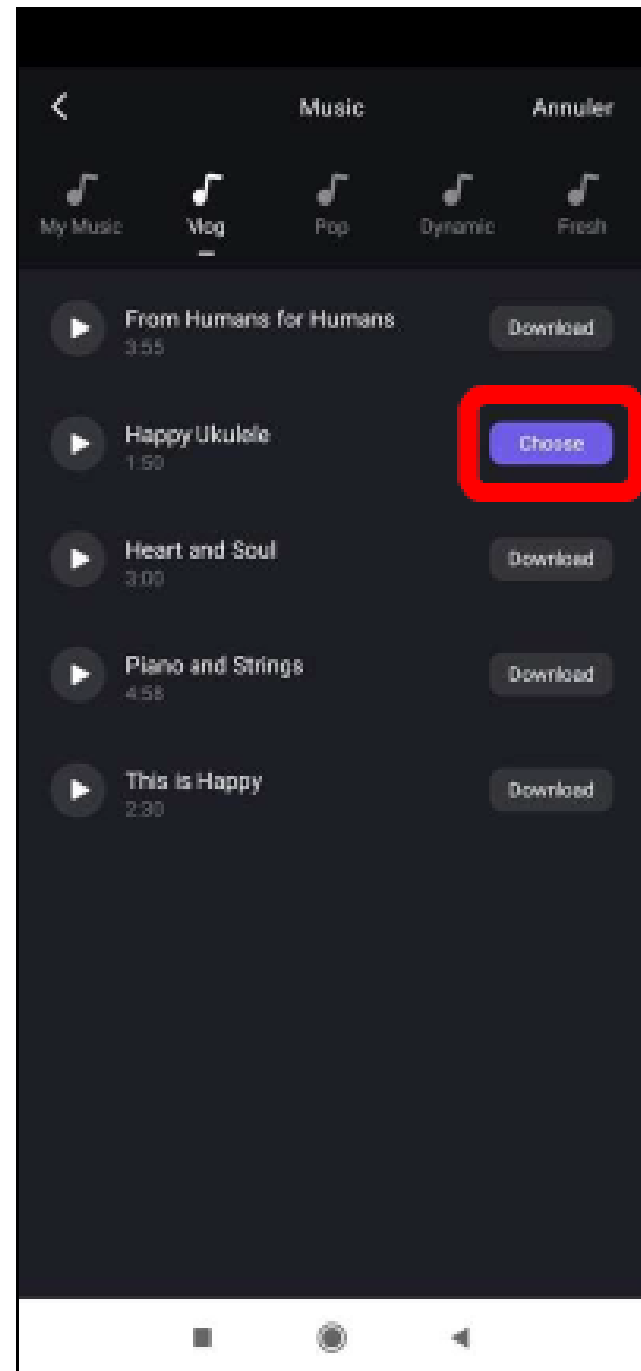 Music Annuler
My Music Vlog Pop Dynamic Fresh
From Humans for Humans Download
3:55
Happy Ukulele Choose
1:50
Heart and Soul Download
3:00
Piano and Strings Download
4:58
This is Happy Download
2:30